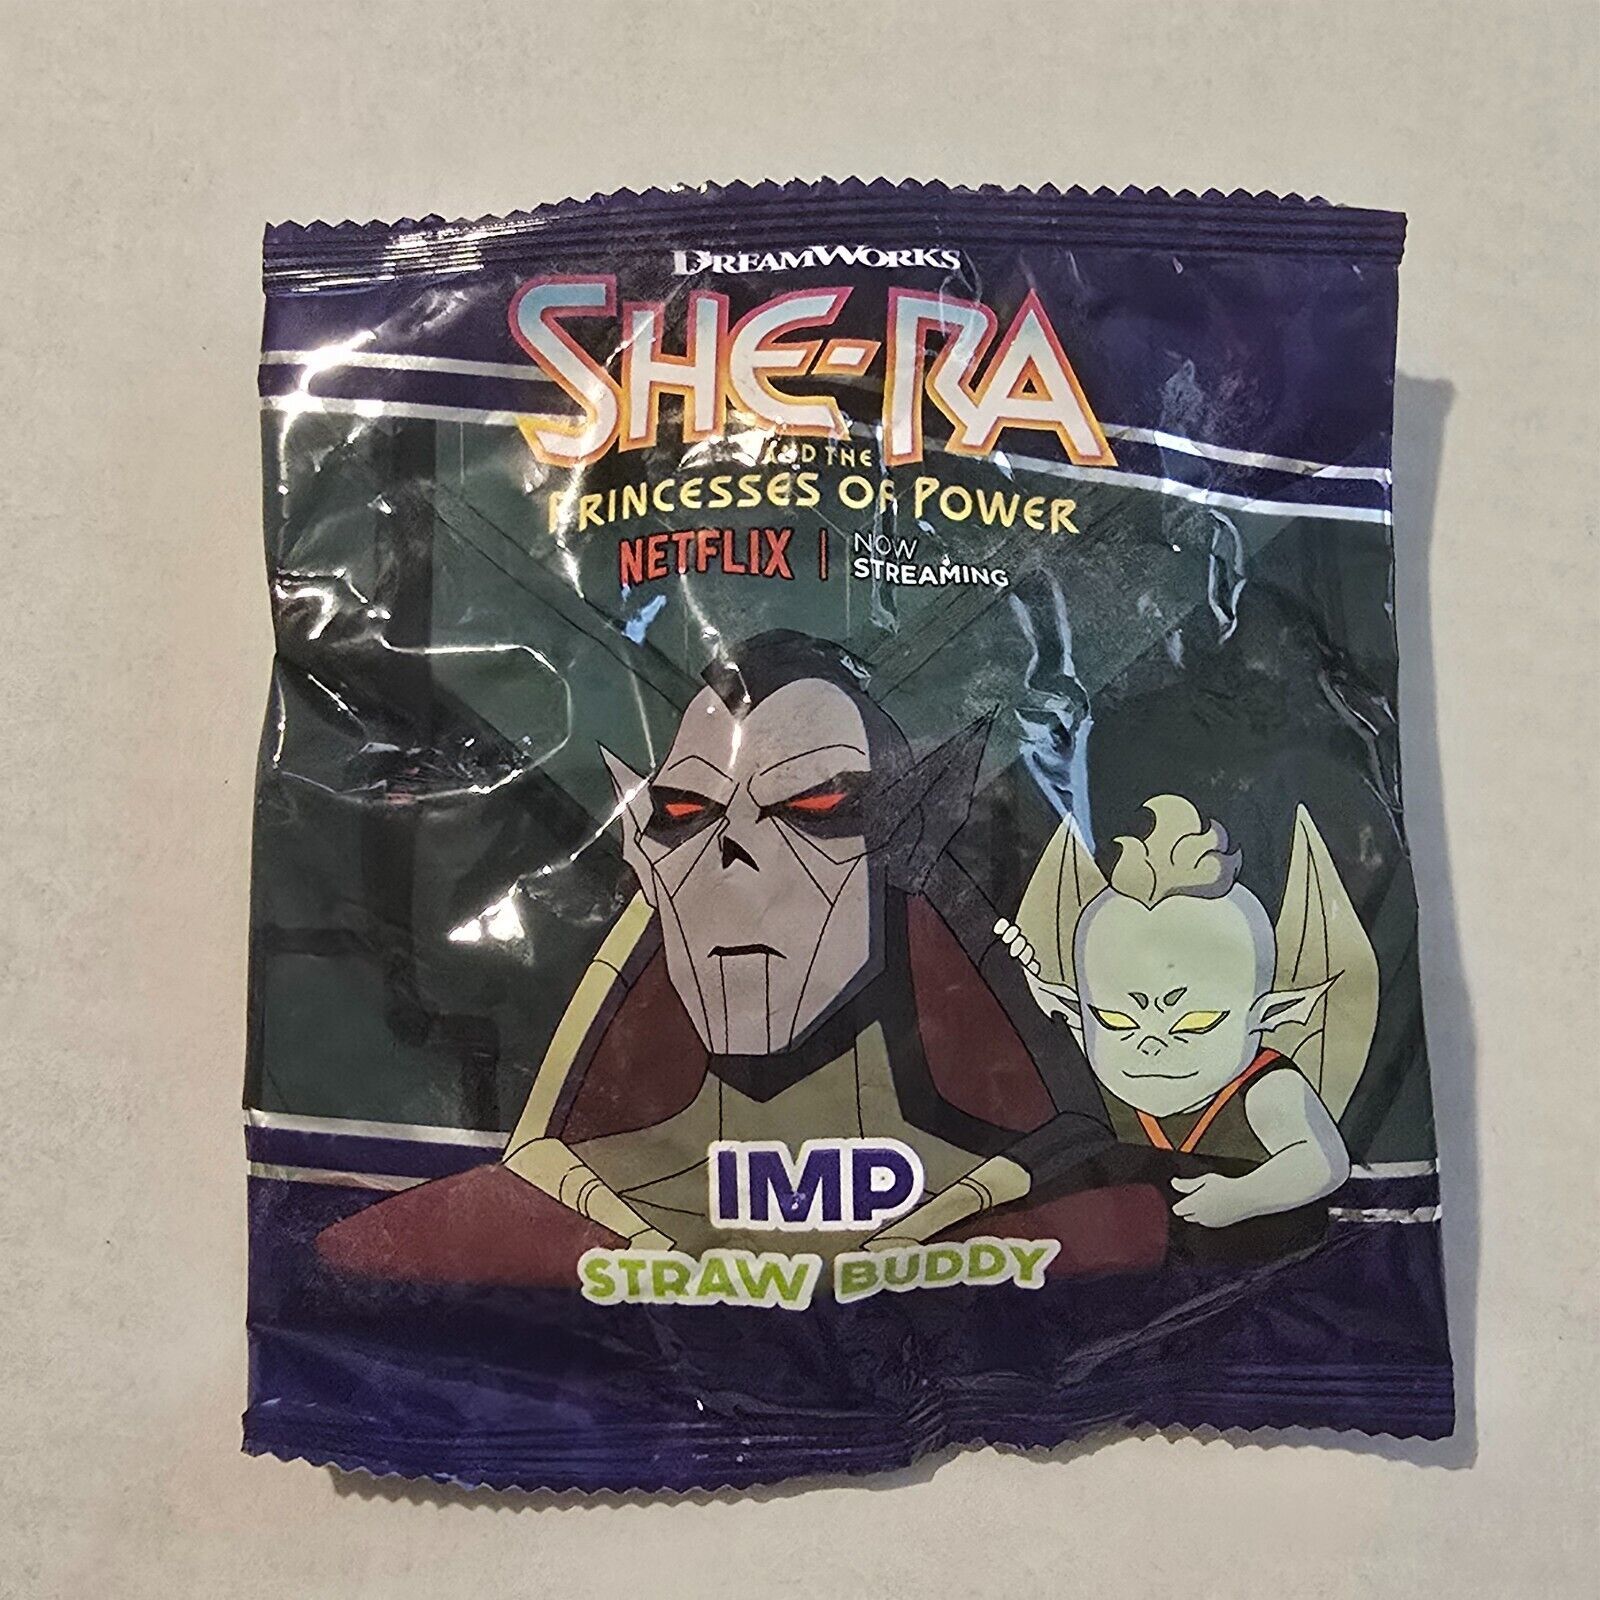 DREAMWORKS
SHE-RA
AND THE
PRINCESSES OF POWER
NETFLIX | NOW
STREAMING
IMP
STRAW BUDDY